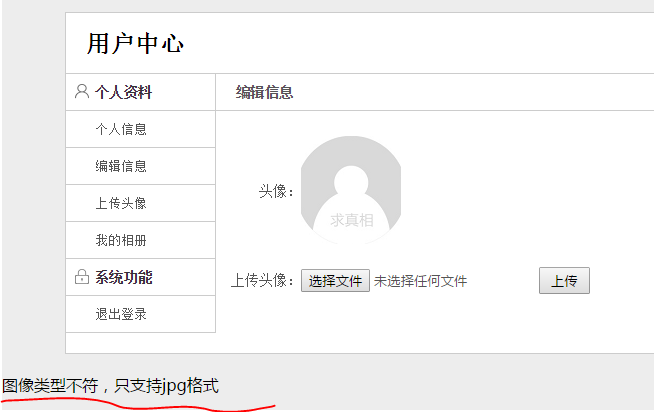 用户中心
个人资料
编辑信息
个人信息
编辑信息
上传头像
我的相册
系统功能
退出登录
头像：
求真相
上传头像： 选择文件 未选择任何文件 上传
图像类型不符，只支持jpg格式